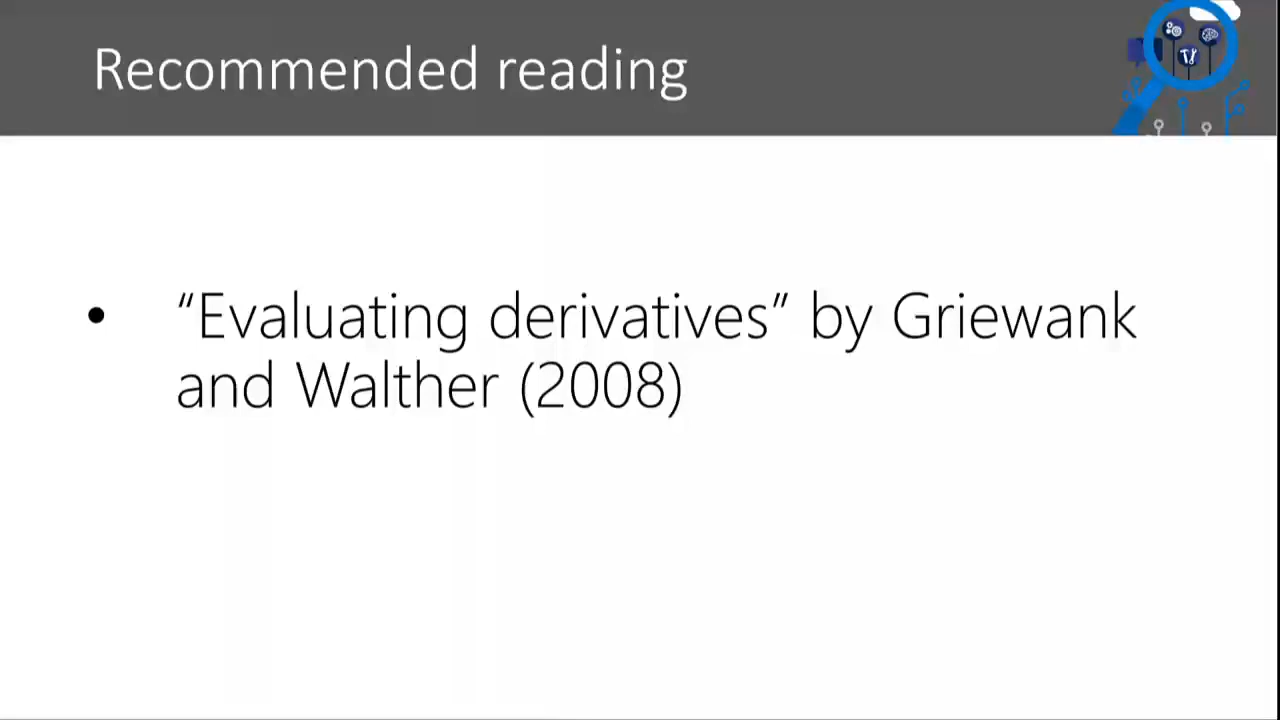 Recommended reading
• “Evaluating derivatives” by Griewank
and Walther (2008)